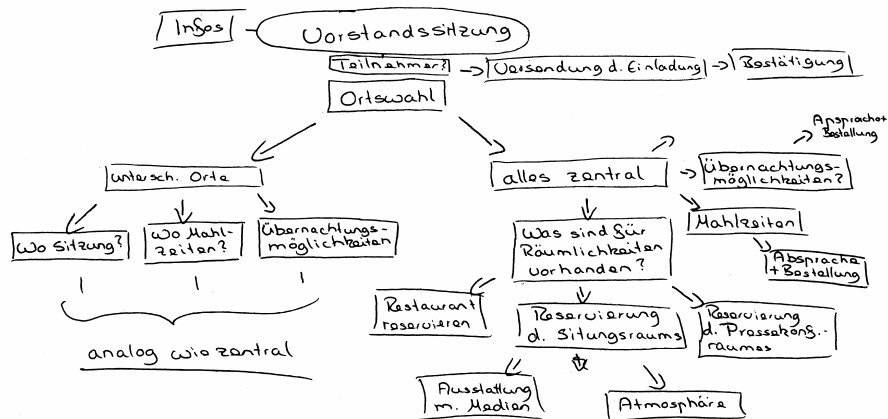 Infos
Vorstandssitzung
Teilnehmer?
Versendung d. Einladung
Bestätigung
Ortswahl
untersch. Orte
alles zentral
Übernachtungs-
möglichkeiten?
Apsprache+
Bestellung
Wo Sitzung?
Wo Mahl-
zeiten?
Übernachtungs-
möglichkeiten
Was sind für
Räumlichkeiten
vorhanden?
Mahlzeiten
Absprache
+Bestellung
analog wie zentral
Restaurant
reservieren
Reservierung
d. Situngsraums
Reservierung
d. Pressekonf.-
raumes
Ausstattung
m. Medien
Atmosphäre